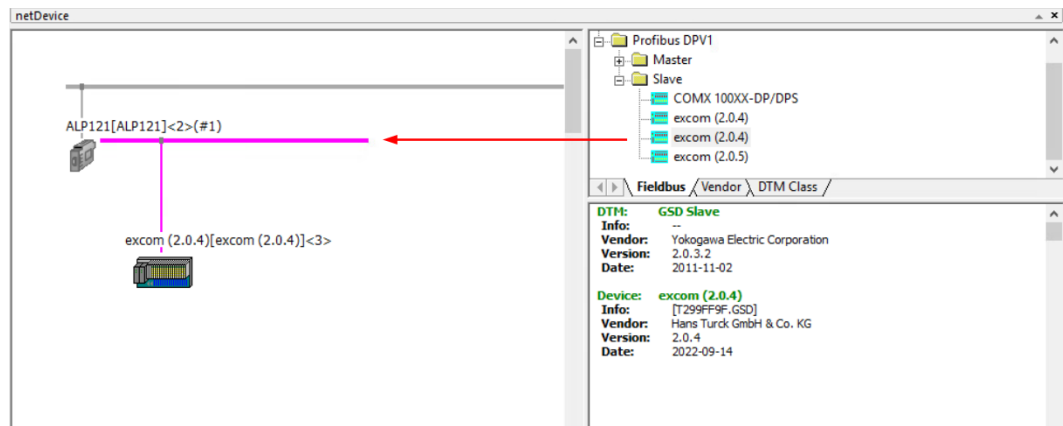 netDevice
ALP121[ALP121]<2>(#1)
excom (2.0.4)[excom (2.0.4)]<3>
Profibus DPV1
Master
Slave
COMX 100XX-DP/DPS
excom (2.0.4)
excom (2.0.4)
excom (2.0.5)
Fieldbus Vendor DTM Class
DTM: GSD Slave
Info: --
Vendor: Yokogawa Electric Corporation
Version: 2.0.3.2
Date: 2011-11-02
Device: excom (2.0.4)
Info: [T299FF9F.GSD]
Vendor: Hans Turck GmbH & Co. KG
Version: 2.0.4
Date: 2022-09-14